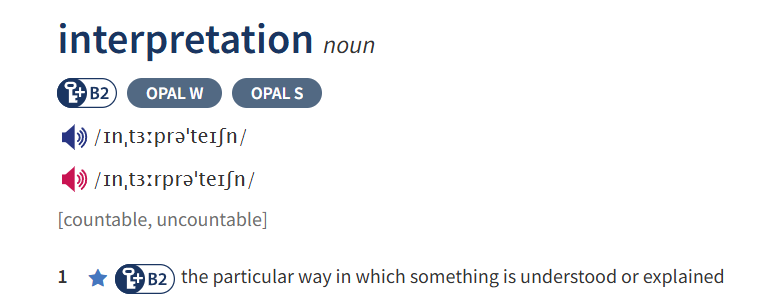 interpretation noun
B2 OPAL W OPAL S
/ɪnˌtɜːprəˈteɪʃn/
/ɪnˌtɜːrprəˈteɪʃn/
[countable, uncountable]
1 B2 the particular way in which something is understood or explained